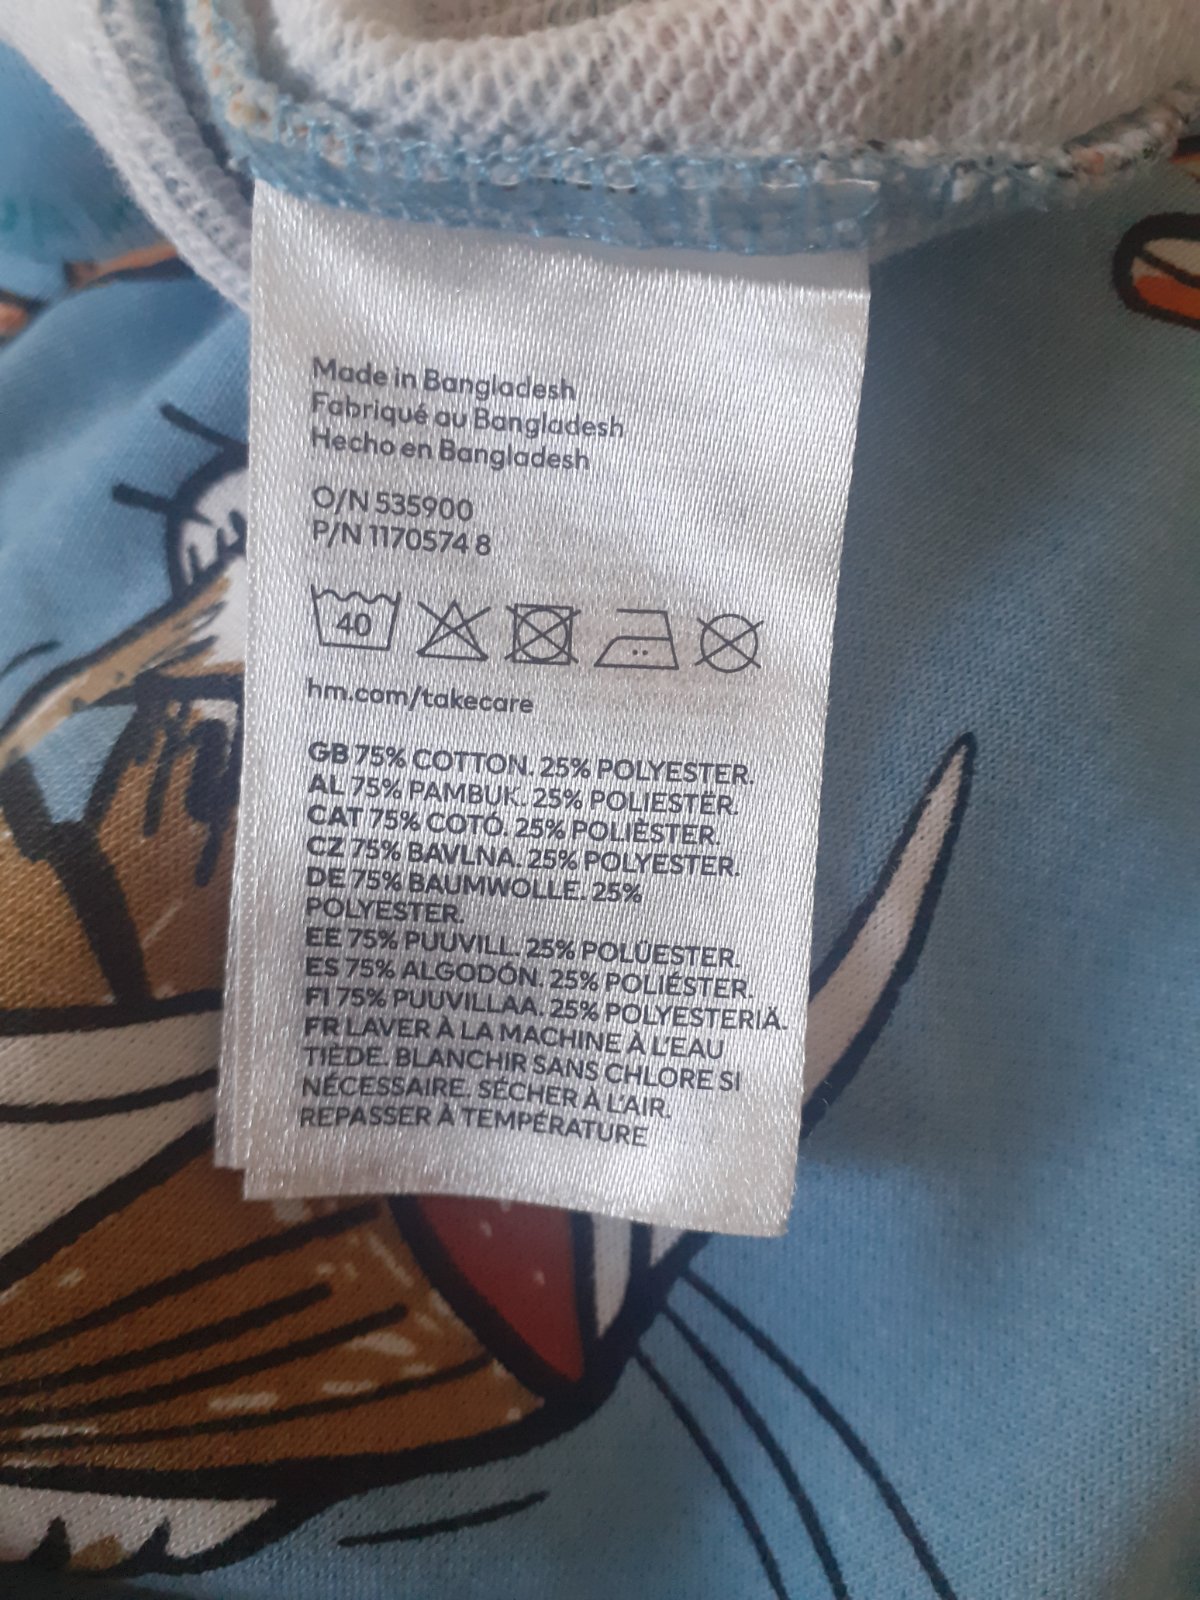 Made in Bangladesh
Fabriqué au Bangladesh
Hecho en Bangladesh
O/N 535900
P/N 1170574 8
40
hm.com/takecare
GB 75% COTTON. 25% POLYESTER.
AL 75% PAMBUK. 25% POLIESTËR.
CAT 75% COTÓ. 25% POLIÈSTER.
CZ 75% BAVLNA. 25% POLYESTER.
DE 75% BAUMWOLLE. 25%
POLYESTER.
EE 75% PUUVILL. 25% POLÜESTER.
ES 75% ALGODÓN. 25% POLIÉSTER.
FI 75% PUUVILLAA. 25% POLYESTERIÄ.
FR LAVER À LA MACHINE À L'EAU
TIÈDE. BLANCHIR SANS CHLORE SI
NÉCESSAIRE. SÉCHER À L'AIR.
REPASSER À TEMPÉRATURE